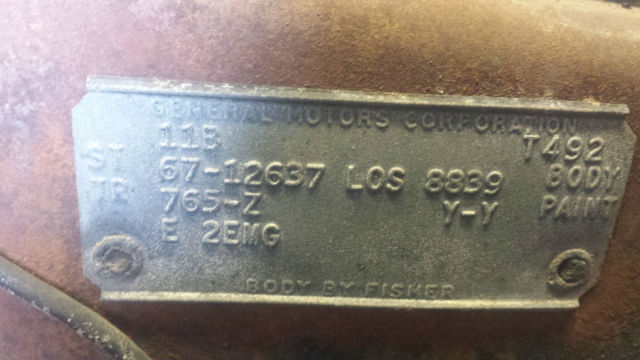 GENERAL MOTORS CORPORATION
11B T492
ST 67-12637 LOS 8839 BODY
TR 765-Z Y-Y PAINT
E 2EMG
BODY BY FISHER